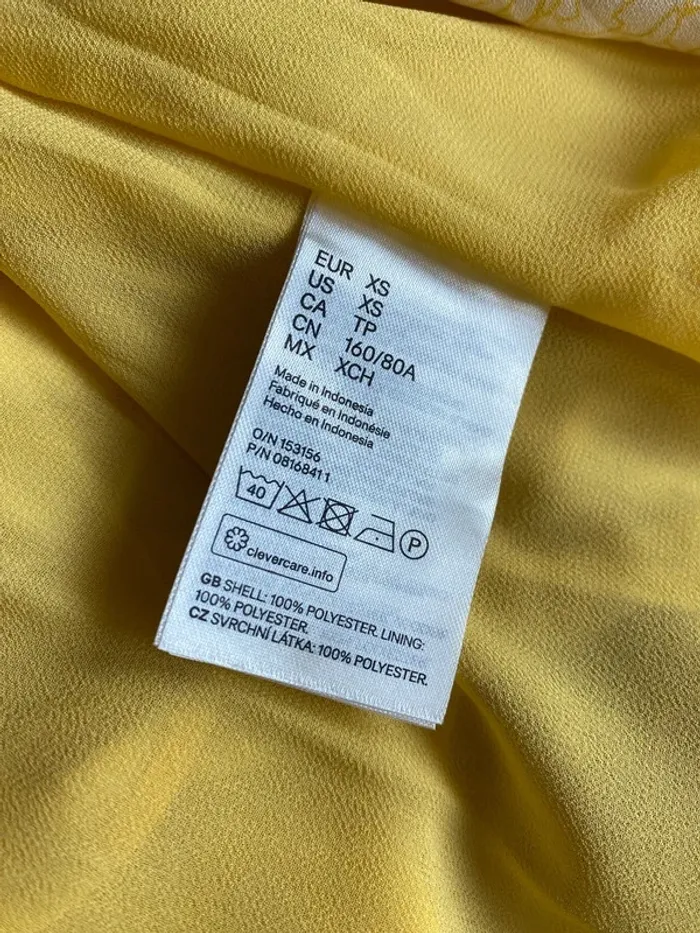 EUR XS
US XS
CA TP
CN 160/80A
MX XCH
Made in Indonesia
Fabriqué en Indonésie
Hecho en Indonesia
O/N 153156
P/N 08168411
40
P
clevercare.info
GB SHELL: 100% POLYESTER. LINING:
100% POLYESTER.
CZ SVRCHNÍ LÁTKA: 100% POLYESTER.